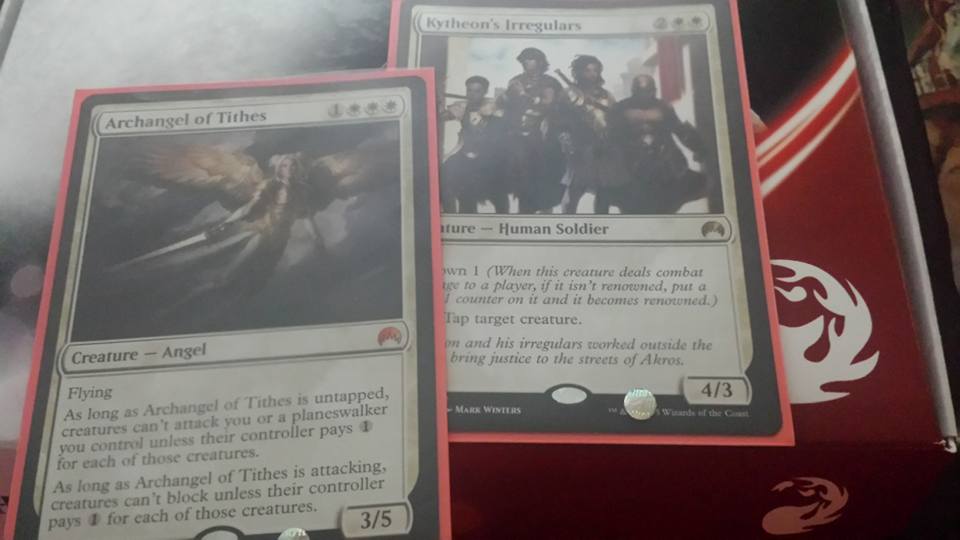 Archangel of Tithes
Creature — Angel
Flying
As long as Archangel of Tithes is untapped,
creatures can't attack you or a planeswalker
you control unless their controller pays 1
for each of those creatures.
As long as Archangel of Tithes is attacking,
creatures can't block unless their controller
pays 1 for each of those creatures.
3/5
Kytheon's Irregulars
ture — Human Soldier
wn 1 (When this creature deals combat
ge to a player, if it isn't renowned, put a
counter on it and it becomes renowned.)
Tap target creature.
on and his irregulars worked outside the
bring justice to the streets of Akros.
4/3
Mark Winters
Wizards of the Coast